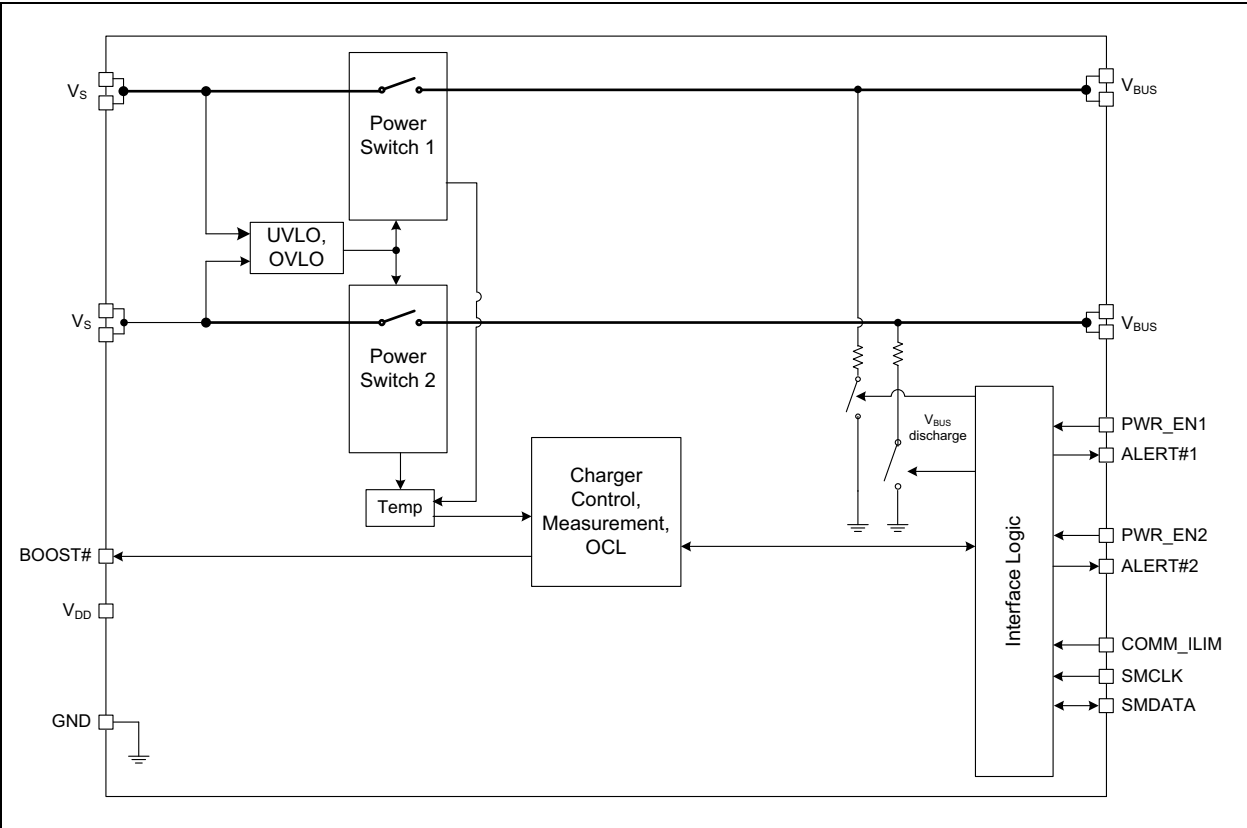 VS
VBUS
Power
Switch 1
UVLO,
OVLO
VS
VBUS
Power
Switch 2
VBUS
discharge
PWR_EN1
ALERT#1
Temp
Charger
Control,
Measurement,
OCL
PWR_EN2
ALERT#2
BOOST#
Interface Logic
VDD
COMM_ILIM
SMCLK
SMDATA
GND